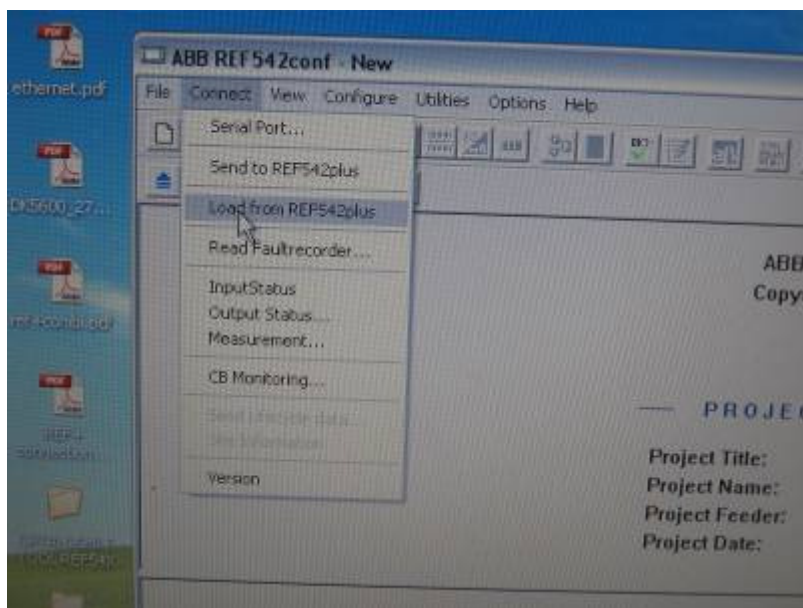 ethernet.pdf
ABB REF542conf - New
File Connect View Configure Utilities Options Help
Serial Port...
Send to REF542plus
Load from REF542plus
Read Faultrecorder...
InputStatus
Output Status...
Measurement...
CB Monitoring...
Version
ABB
Copy
PROJE
Project Title:
Project Name:
Project Feeder:
Project Date: